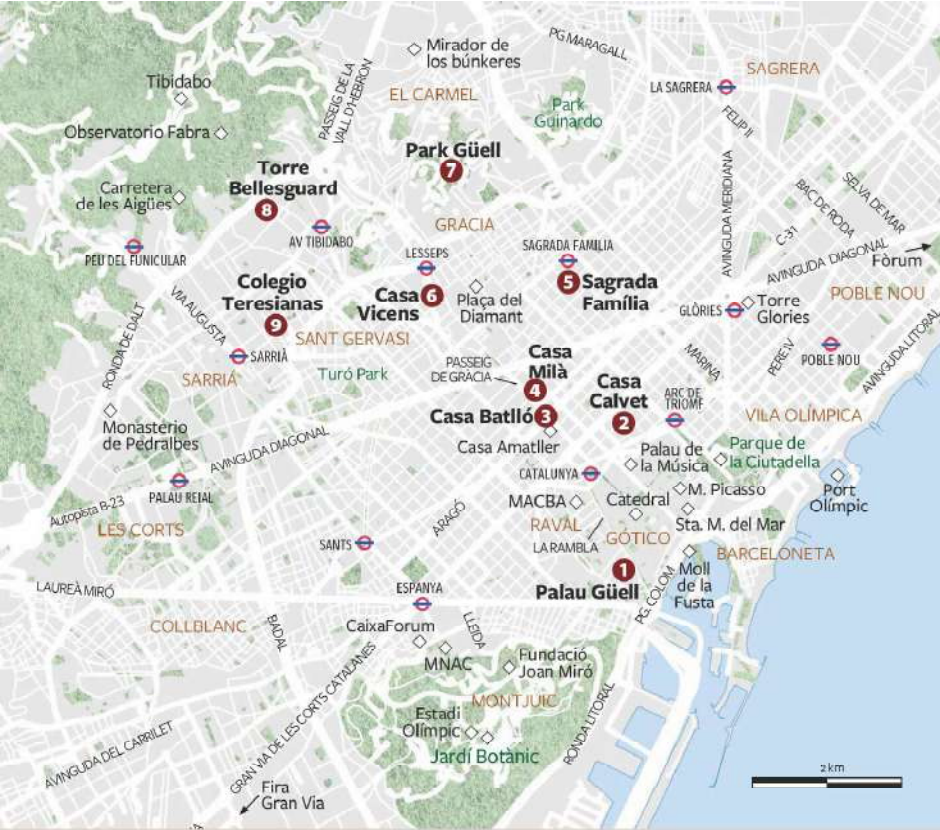 PG MARAGALL
Mirador de
los búnkeres
SAGRERA
Tibidabo
PASSEIG DE LA
VALL D'HEBRON
EL CARMEL
LA SAGRERA
Park
Guinardo
FELIP II
Observatorio Fabra
Park Güell
7
Torre
Bellesguard
8
Carretera
de les Aigües
AVINGUDA MERIDIANA
BAC DE RODA
SELVA DE MAR
GRACIA
AV TIBIDABO
C-31
AVINGUDA DIAGONAL
Fòrum
PEU DEL FUNICULAR
LESSEPS
SAGRADA FAMILIA
Colegio
Teresianas
9
Casa
Vicens
6
Plaça del
Diamant
5
Sagrada
Família
POBLE NOU
VIA AUGUSTA
GLÒRIES
Torre
Glories
RONDA DE DALT
SANT GERVASI
SARRIÀ
SARRIÁ
Turó Park
PASSEIG
DE GRÀCIA
Casa
Milà
4
MARINA
PERE IV
POBLE NOU
AVINGUDA LITORAL
Casa
Calvet
2
ARC DE
TRIOMF
Casa Batlló
3
Casa Amatller
VILA OLÍMPICA
Monasterio
de Pedralbes
AVINGUDA DIAGONAL
Palau de
la Música
Parque de
la Ciutadella
CATALUNYA
PALAU REIAL
Port
Olímpic
Autopista B-23
LES CORTS
MACBA
Catedral
M. Picasso
ARAGÓ
RAVAL
Sta. M. del Mar
SANTS
LA RAMBLA
GÓTICO
BARCELONETA
1
Palau Güell
Moll
de la
Fusta
PG. COLOM
LAUREÀ MIRÓ
ESPANYA
COLLBLANC
BADAL
CaixaForum
LLEIDA
MNAC
Fundació
Joan Miró
MONTJUIC
Estadi
Olímpic
Jardí Botànic
RONDA LITORAL
AVINGUDA DEL CARRILET
GRAN VIA DE LES CORTS CATALANES
Fira
Gran Via
2 km